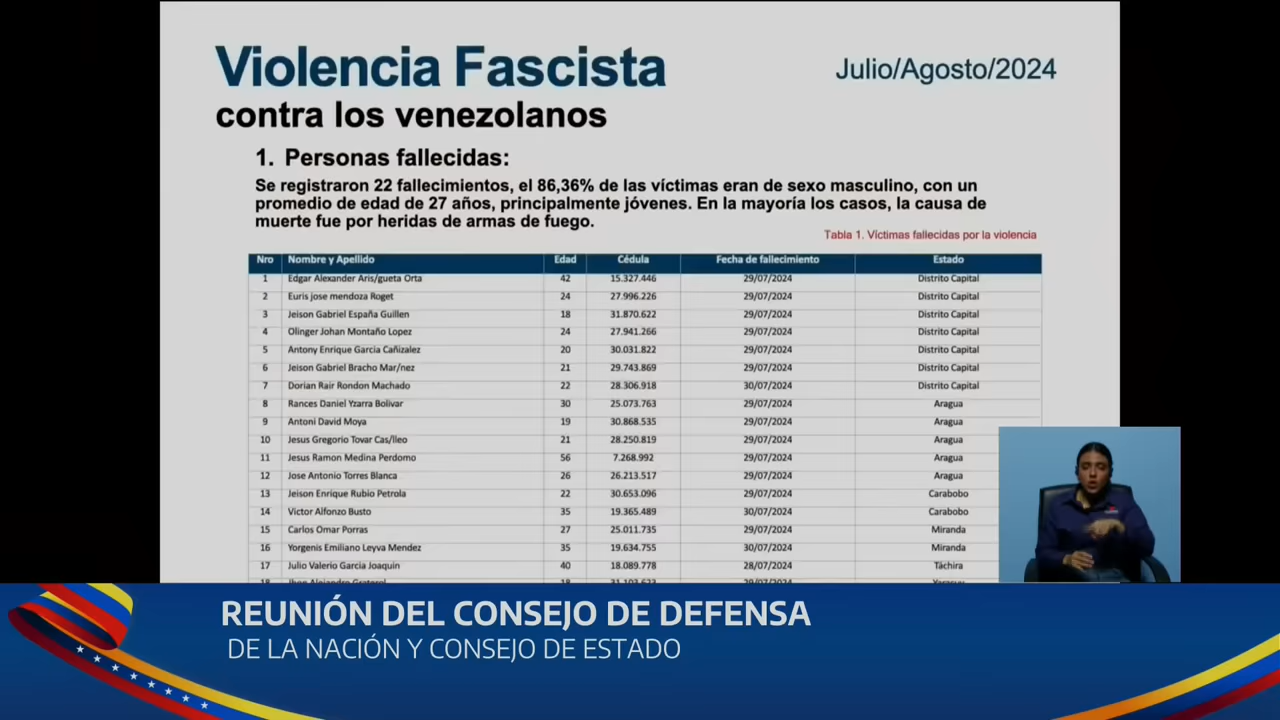 Violencia Fascista
Julio/Agosto/2024
contra los venezolanos
1. Personas fallecidas:
Se registraron 22 fallecimientos, el 86,36% de las víctimas eran de sexo masculino, con un
promedio de edad de 27 años, principalmente jóvenes. En la mayoría los casos, la causa de
muerte fue por heridas de armas de fuego.
Tabla 1. Víctimas fallecidas por la violencia
Nro Nombre y Apellido Edad Cédula Fecha de fallecimiento Estado
1 Edgar Alexander Aris/gueta Orta 42 15.327.446 29/07/2024 Distrito Capital
2 Euris jose mendoza Roget 24 27.996.226 29/07/2024 Distrito Capital
3 Jeison Gabriel España Guillen 18 31.870.622 29/07/2024 Distrito Capital
4 Olinger Johan Montaño Lopez 24 27.941.266 29/07/2024 Distrito Capital
5 Antony Enrique Garcia Cañizalez 20 30.031.822 29/07/2024 Distrito Capital
6 Jeison Gabriel Bracho Mar/nez 21 29.743.869 29/07/2024 Distrito Capital
7 Dorian Rair Rondon Machado 22 28.306.918 30/07/2024 Distrito Capital
8 Rances Daniel Yzarra Bolivar 30 25.073.763 29/07/2024 Aragua
9 Antoni David Moya 19 30.868.535 29/07/2024 Aragua
10 Jesus Gregorio Tovar Cas/lleo 21 28.250.819 29/07/2024 Aragua
11 Jesus Ramon Medina Perdomo 56 7.268.992 29/07/2024 Aragua
12 Jose Antonio Torres Blanca 26 26.213.517 29/07/2024 Aragua
13 Jeison Enrique Rubio Petrola 22 30.653.096 29/07/2024 Carabobo
14 Victor Alfonzo Busto 35 19.365.489 30/07/2024 Carabobo
15 Carlos Omar Porras 27 25.011.735 29/07/2024 Miranda
16 Yorgenis Emiliano Leyva Mendez 35 19.634.755 30/07/2024 Miranda
17 Julio Valerio Garcia Joaquin 40 18.089.778 28/07/2024 Táchira
REUNIÓN DEL CONSEJO DE DEFENSA
DE LA NACIÓN Y CONSEJO DE ESTADO